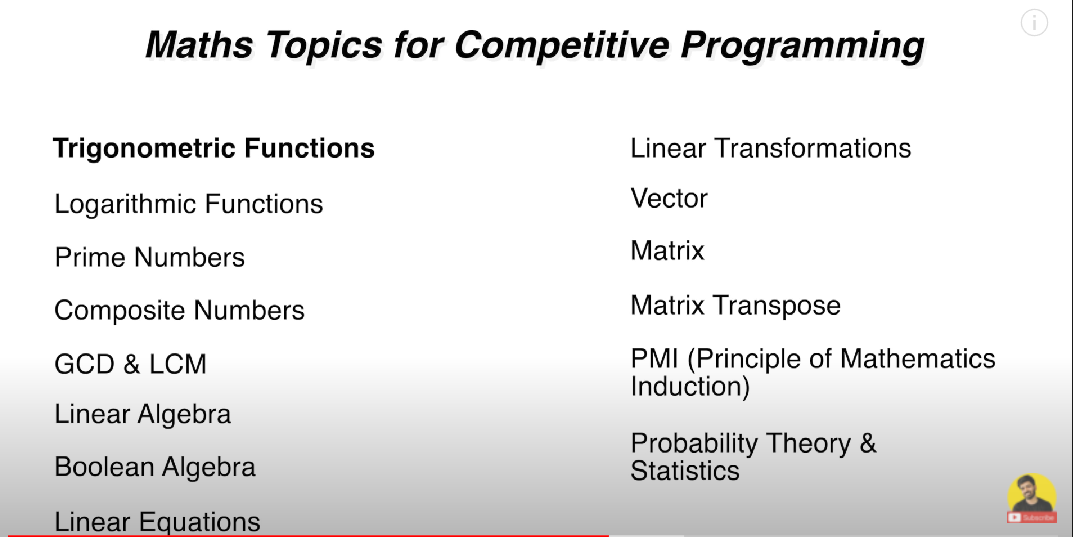 Maths Topics for Competitive Programming
Trigonometric Functions
Logarithmic Functions
Prime Numbers
Composite Numbers
GCD & LCM
Linear Algebra
Boolean Algebra
Linear Equations
Linear Transformations
Vector
Matrix
Matrix Transpose
PMI (Principle of Mathematics
Induction)
Probability Theory &
Statistics
Subscribe